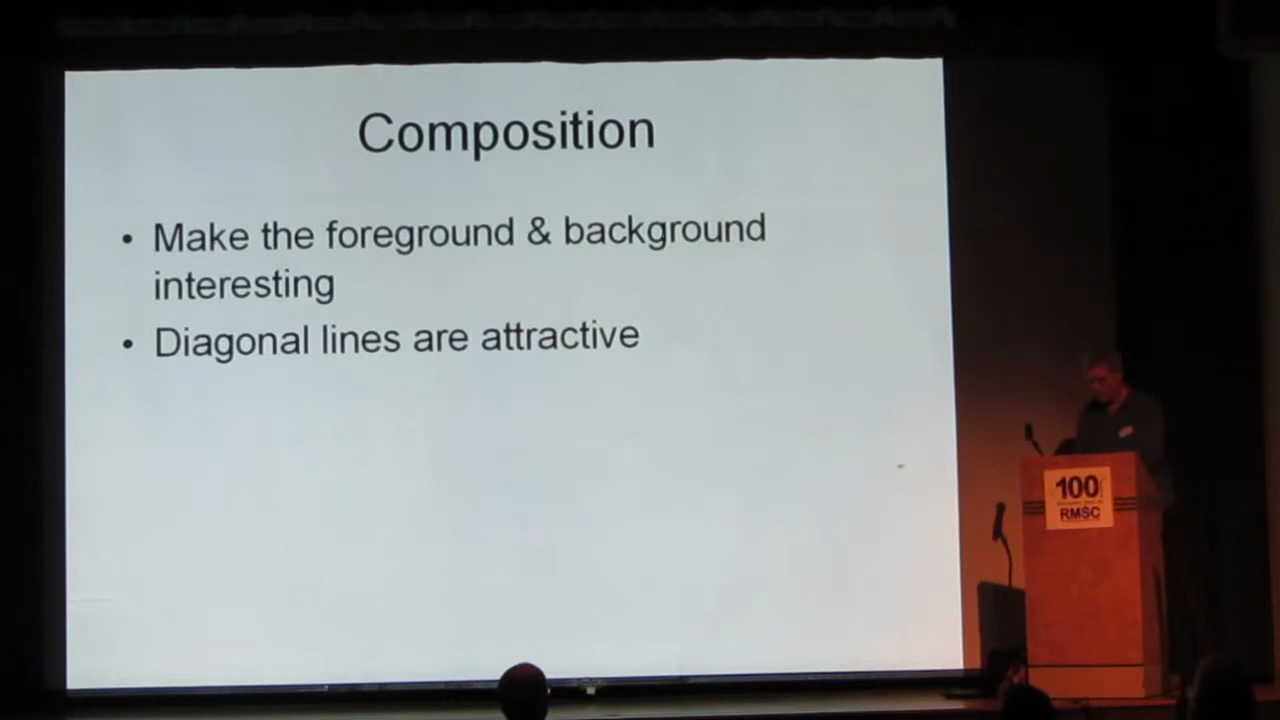 Composition
• Make the foreground & background
interesting
• Diagonal lines are attractive
100
RMSC